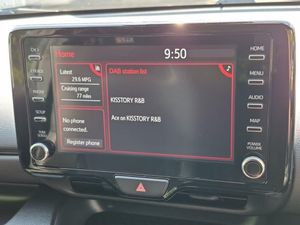 Home
9:50
Latest
29.6 MPG
Cruising range
77 miles
No phone
connected.
Register phone
DAB station list
KISSTORY R&B
Ace on KISSTORY R&B
SETUP
HOME
MENU
AUDIO
MAP
POWER
VOLUME